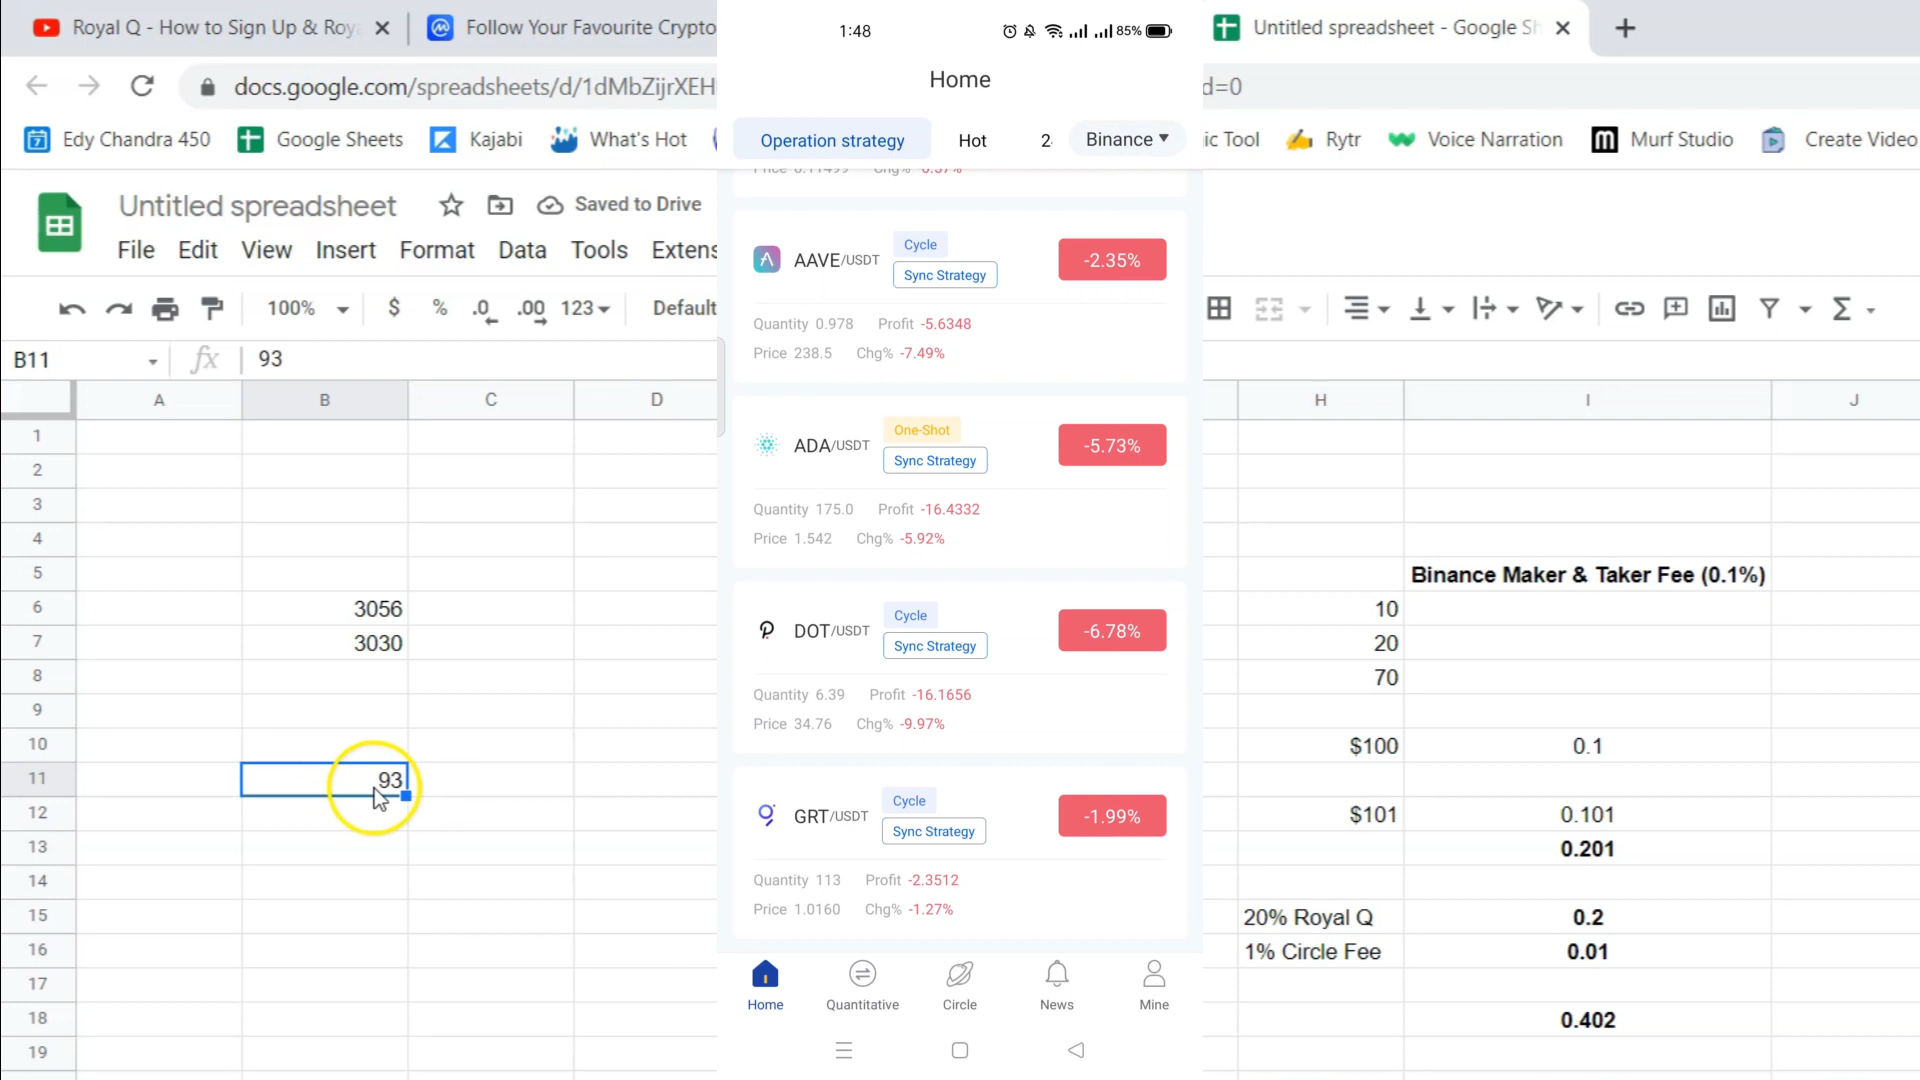 Royal Q - How to Sign Up & Roya
Follow Your Favourite Crypto
docs.google.com/spreadsheets/d/1dMbZijrXEH
Edy Chandra 450
Google Sheets
Kajabi
What's Hot
Untitled spreadsheet
Saved to Drive
File Edit View Insert Format Data Tools Extens
100% $ % .0 .00 123 Default
B11 fx 93
A B C D
1
2
3
4
5
6 3056
7 3030
8
9
10
11 93
12
13
14
15
16
17
18
19
1:48
85%
Home
Operation strategy Hot 2 Binance
Price 0.11499 Chg% -0.57%
AAVE/USDT Cycle
Sync Strategy
-2.35%
Quantity 0.978 Profit -5.6348
Price 238.5 Chg% -7.49%
ADA/USDT One-Shot
Sync Strategy
-5.73%
Quantity 175.0 Profit -16.4332
Price 1.542 Chg% -5.92%
DOT/USDT Cycle
Sync Strategy
-6.78%
Quantity 6.39 Profit -16.1656
Price 34.76 Chg% -9.97%
GRT/USDT Cycle
Sync Strategy
-1.99%
Quantity 113 Profit -2.3512
Price 1.0160 Chg% -1.27%
Home Quantitative Circle News Mine
Untitled spreadsheet - Google Sh
d=0
ic Tool
Rytr
Voice Narration
Murf Studio
Create Video
H I J
Binance Maker & Taker Fee (0.1%)
10
20
70
$100 0.1
$101 0.101
0.201
20% Royal Q 0.2
1% Circle Fee 0.01
0.402